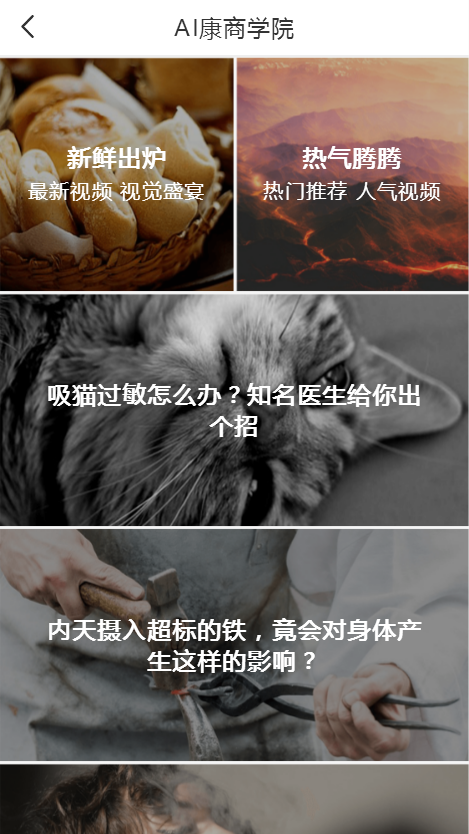 AI康商学院
新鲜出炉
最新视频 视觉盛宴
热气腾腾
热门推荐 人气视频
吸猫过敏怎么办？知名医生给你出
个招
内天摄入超标的铁，竟会对身体产
生这样的影响？